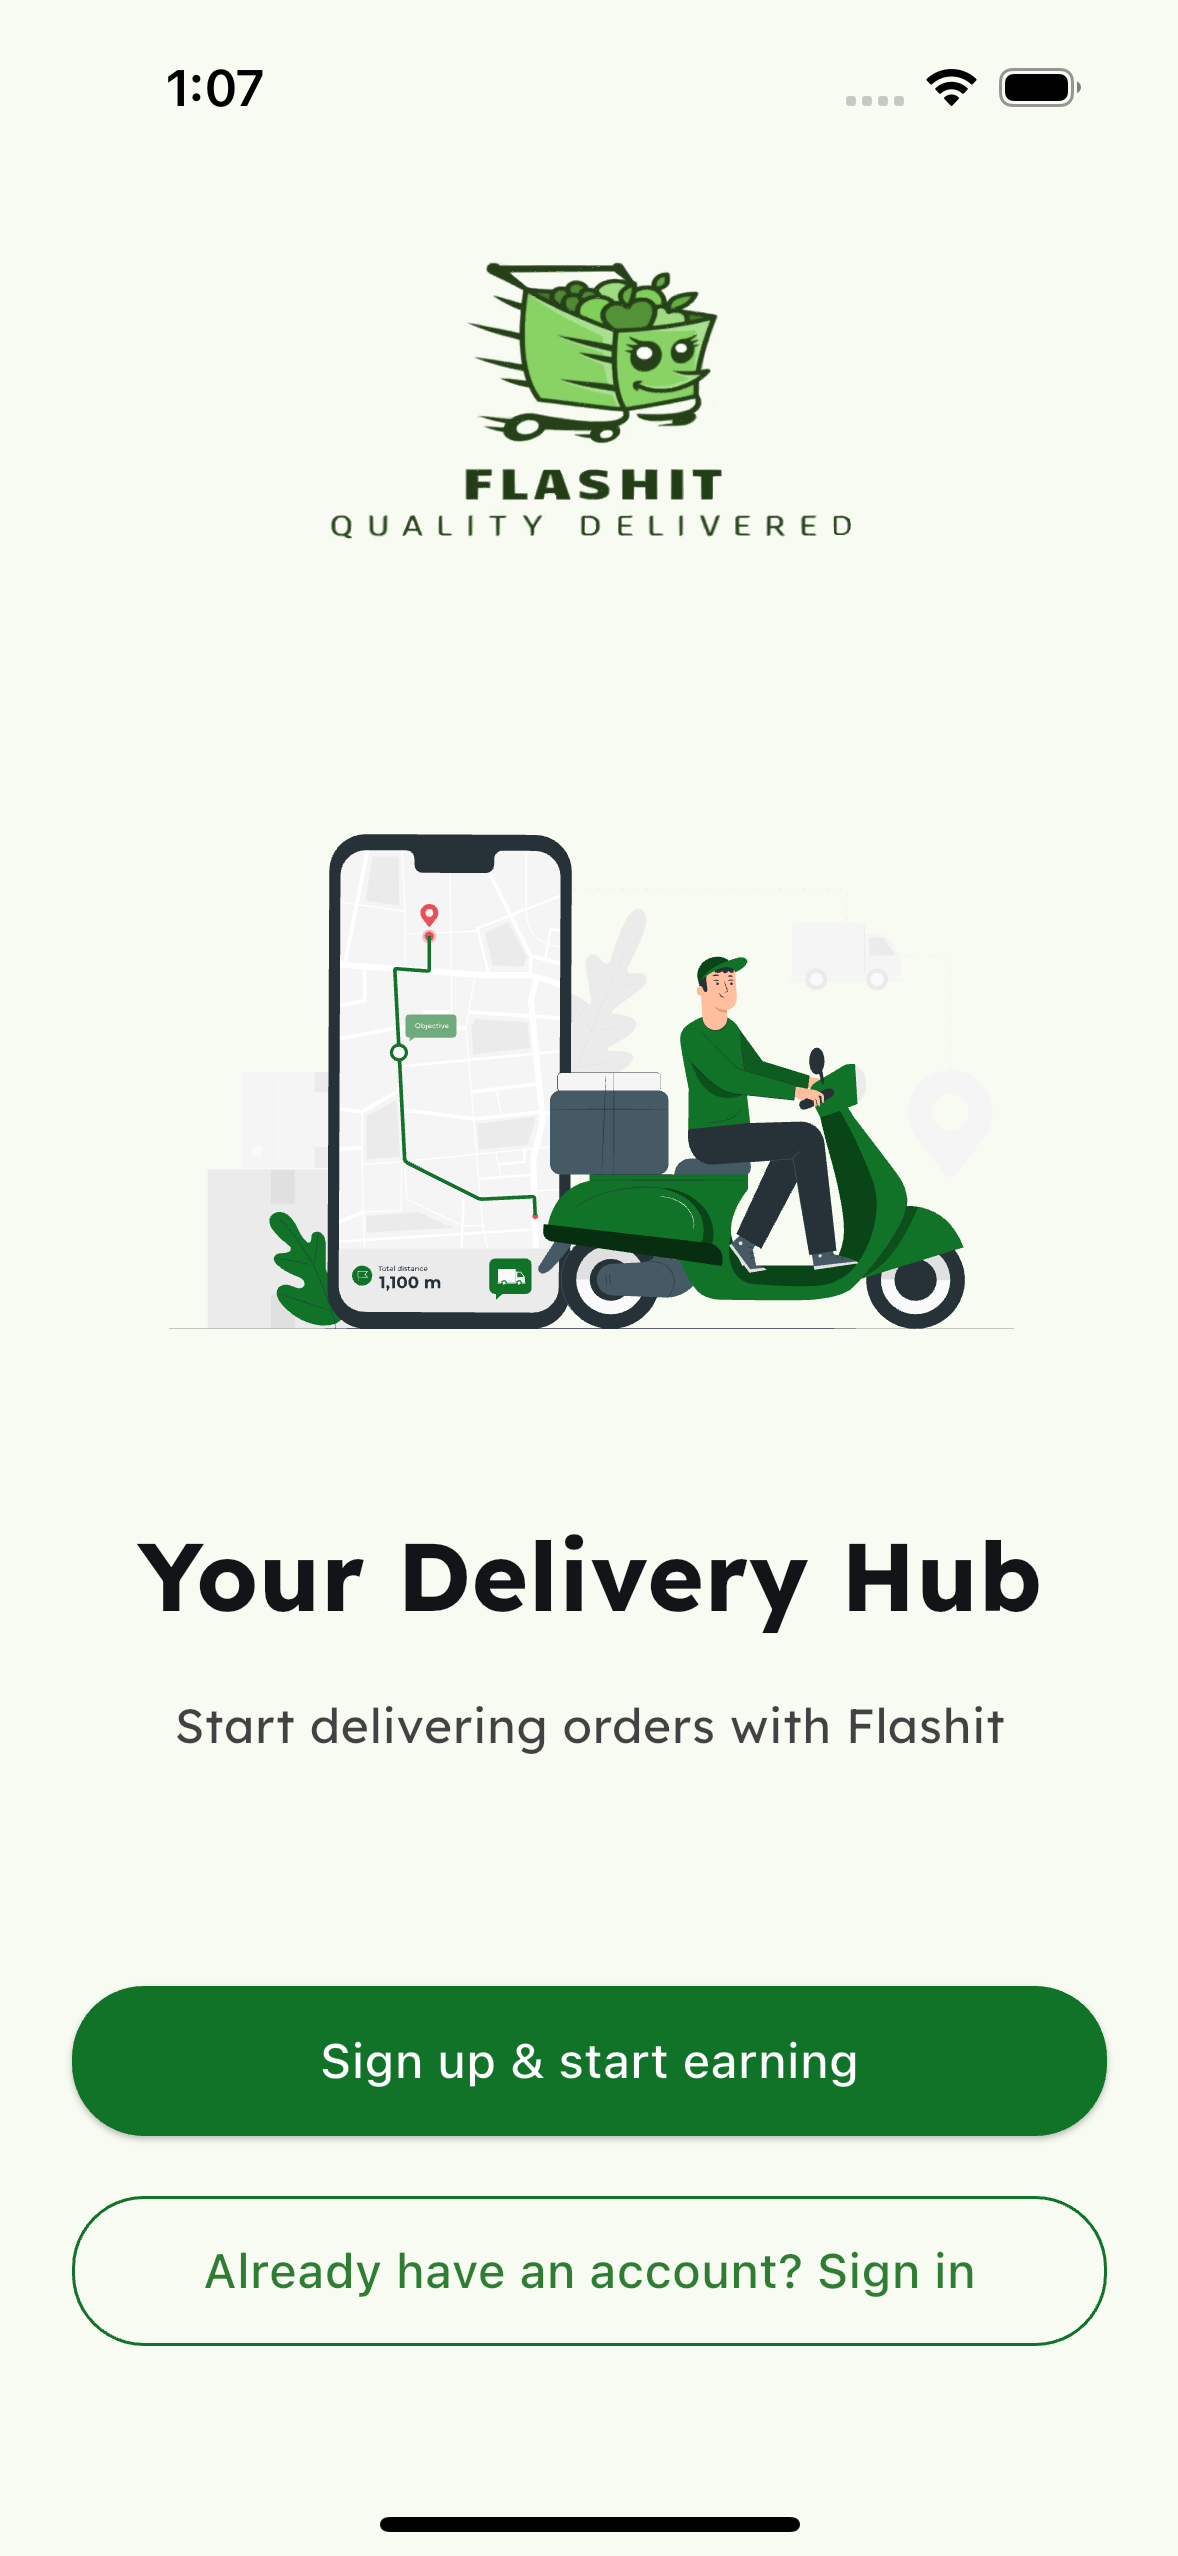 1:07
FLASHIT
QUALITY DELIVERED
Objective
Total distance
1,100 m
Your Delivery Hub
Start delivering orders with Flashit
Sign up & start earning
Already have an account? Sign in